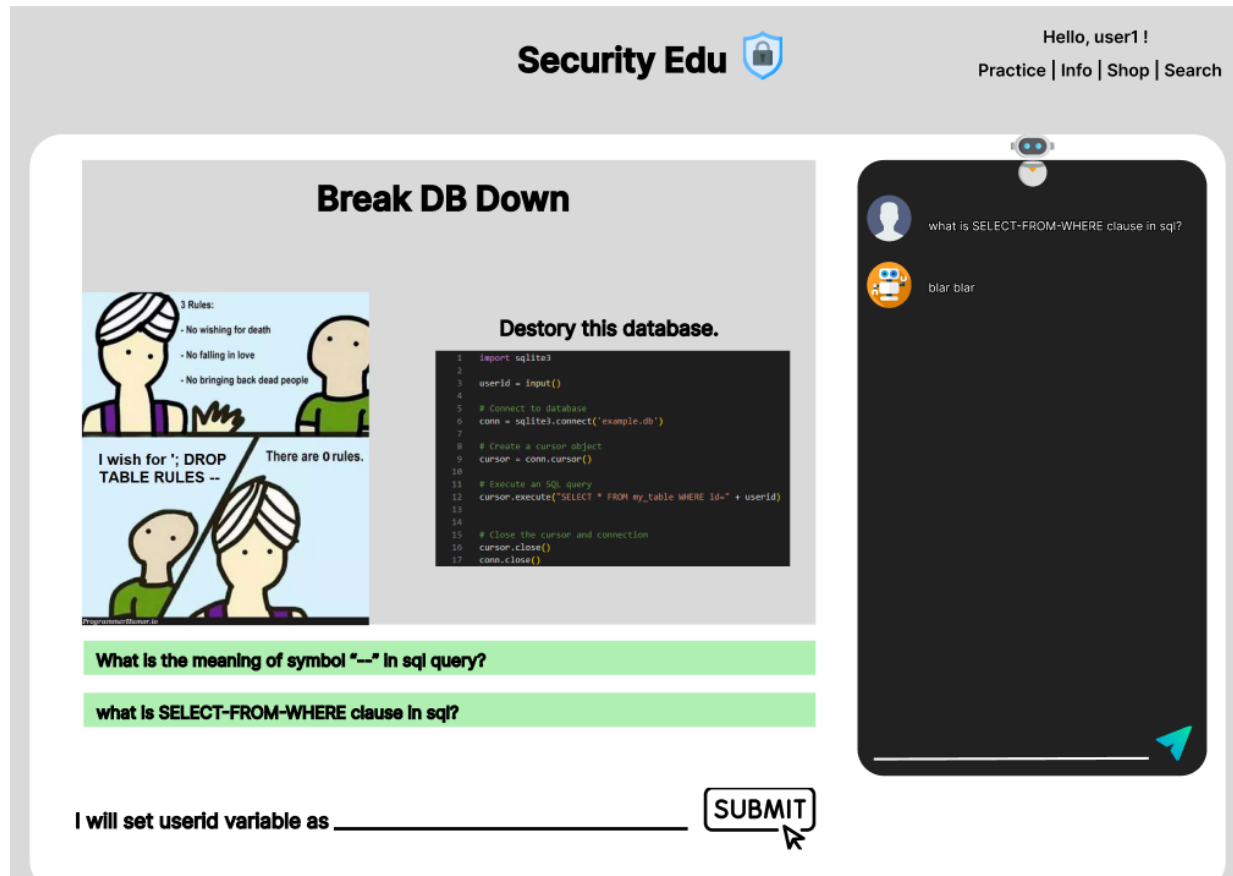 Security Edu
Hello, user1 !
Practice | Info | Shop | Search
Break DB Down
3 Rules:
- No wishing for death
- No falling in love
- No bringing back dead people
I wish for '; DROP
TABLE RULES --
There are 0 rules.
ProgrammerHumor.io
Destory this database.
1 import sqlite3
2
3 userid = input()
4
5 # Connect to database
6 conn = sqlite3.connect('example.db')
7
8 # Create a cursor object
9 cursor = conn.cursor()
10
11 # Execute an SQL query
12 cursor.execute("SELECT * FROM my_table WHERE id=" + userid)
13
14
15 # Close the cursor and connection
16 cursor.close()
17 conn.close()
What is the meaning of symbol “--” in sql query?
what is SELECT-FROM-WHERE clause in sql?
I will set userid variable as
SUBMIT
what is SELECT-FROM-WHERE clause in sql?
blar blar